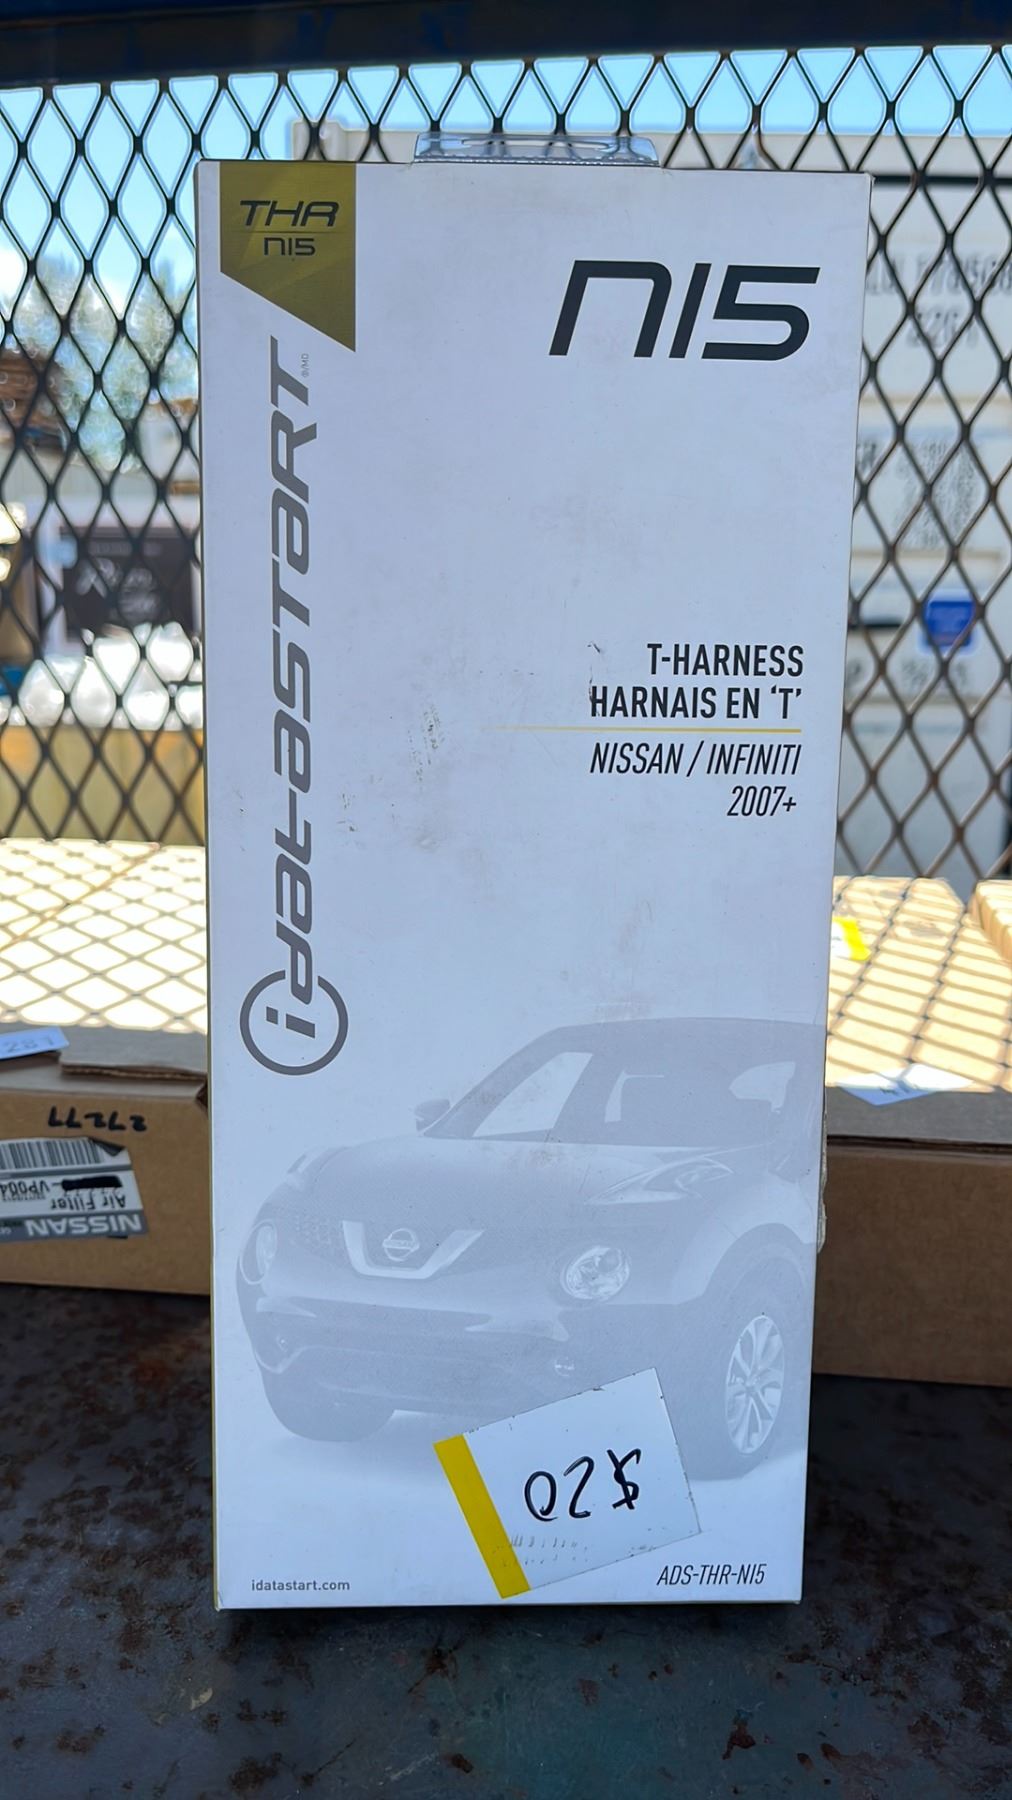 THR
NI5
NI5
idatastart
®/MD
T-HARNESS
HARNAIS EN ‘T’
NISSAN / INFINITI
2007+
$20
idatastart.com
ADS-THR-NI5
27277
NISSAN
Air Filter